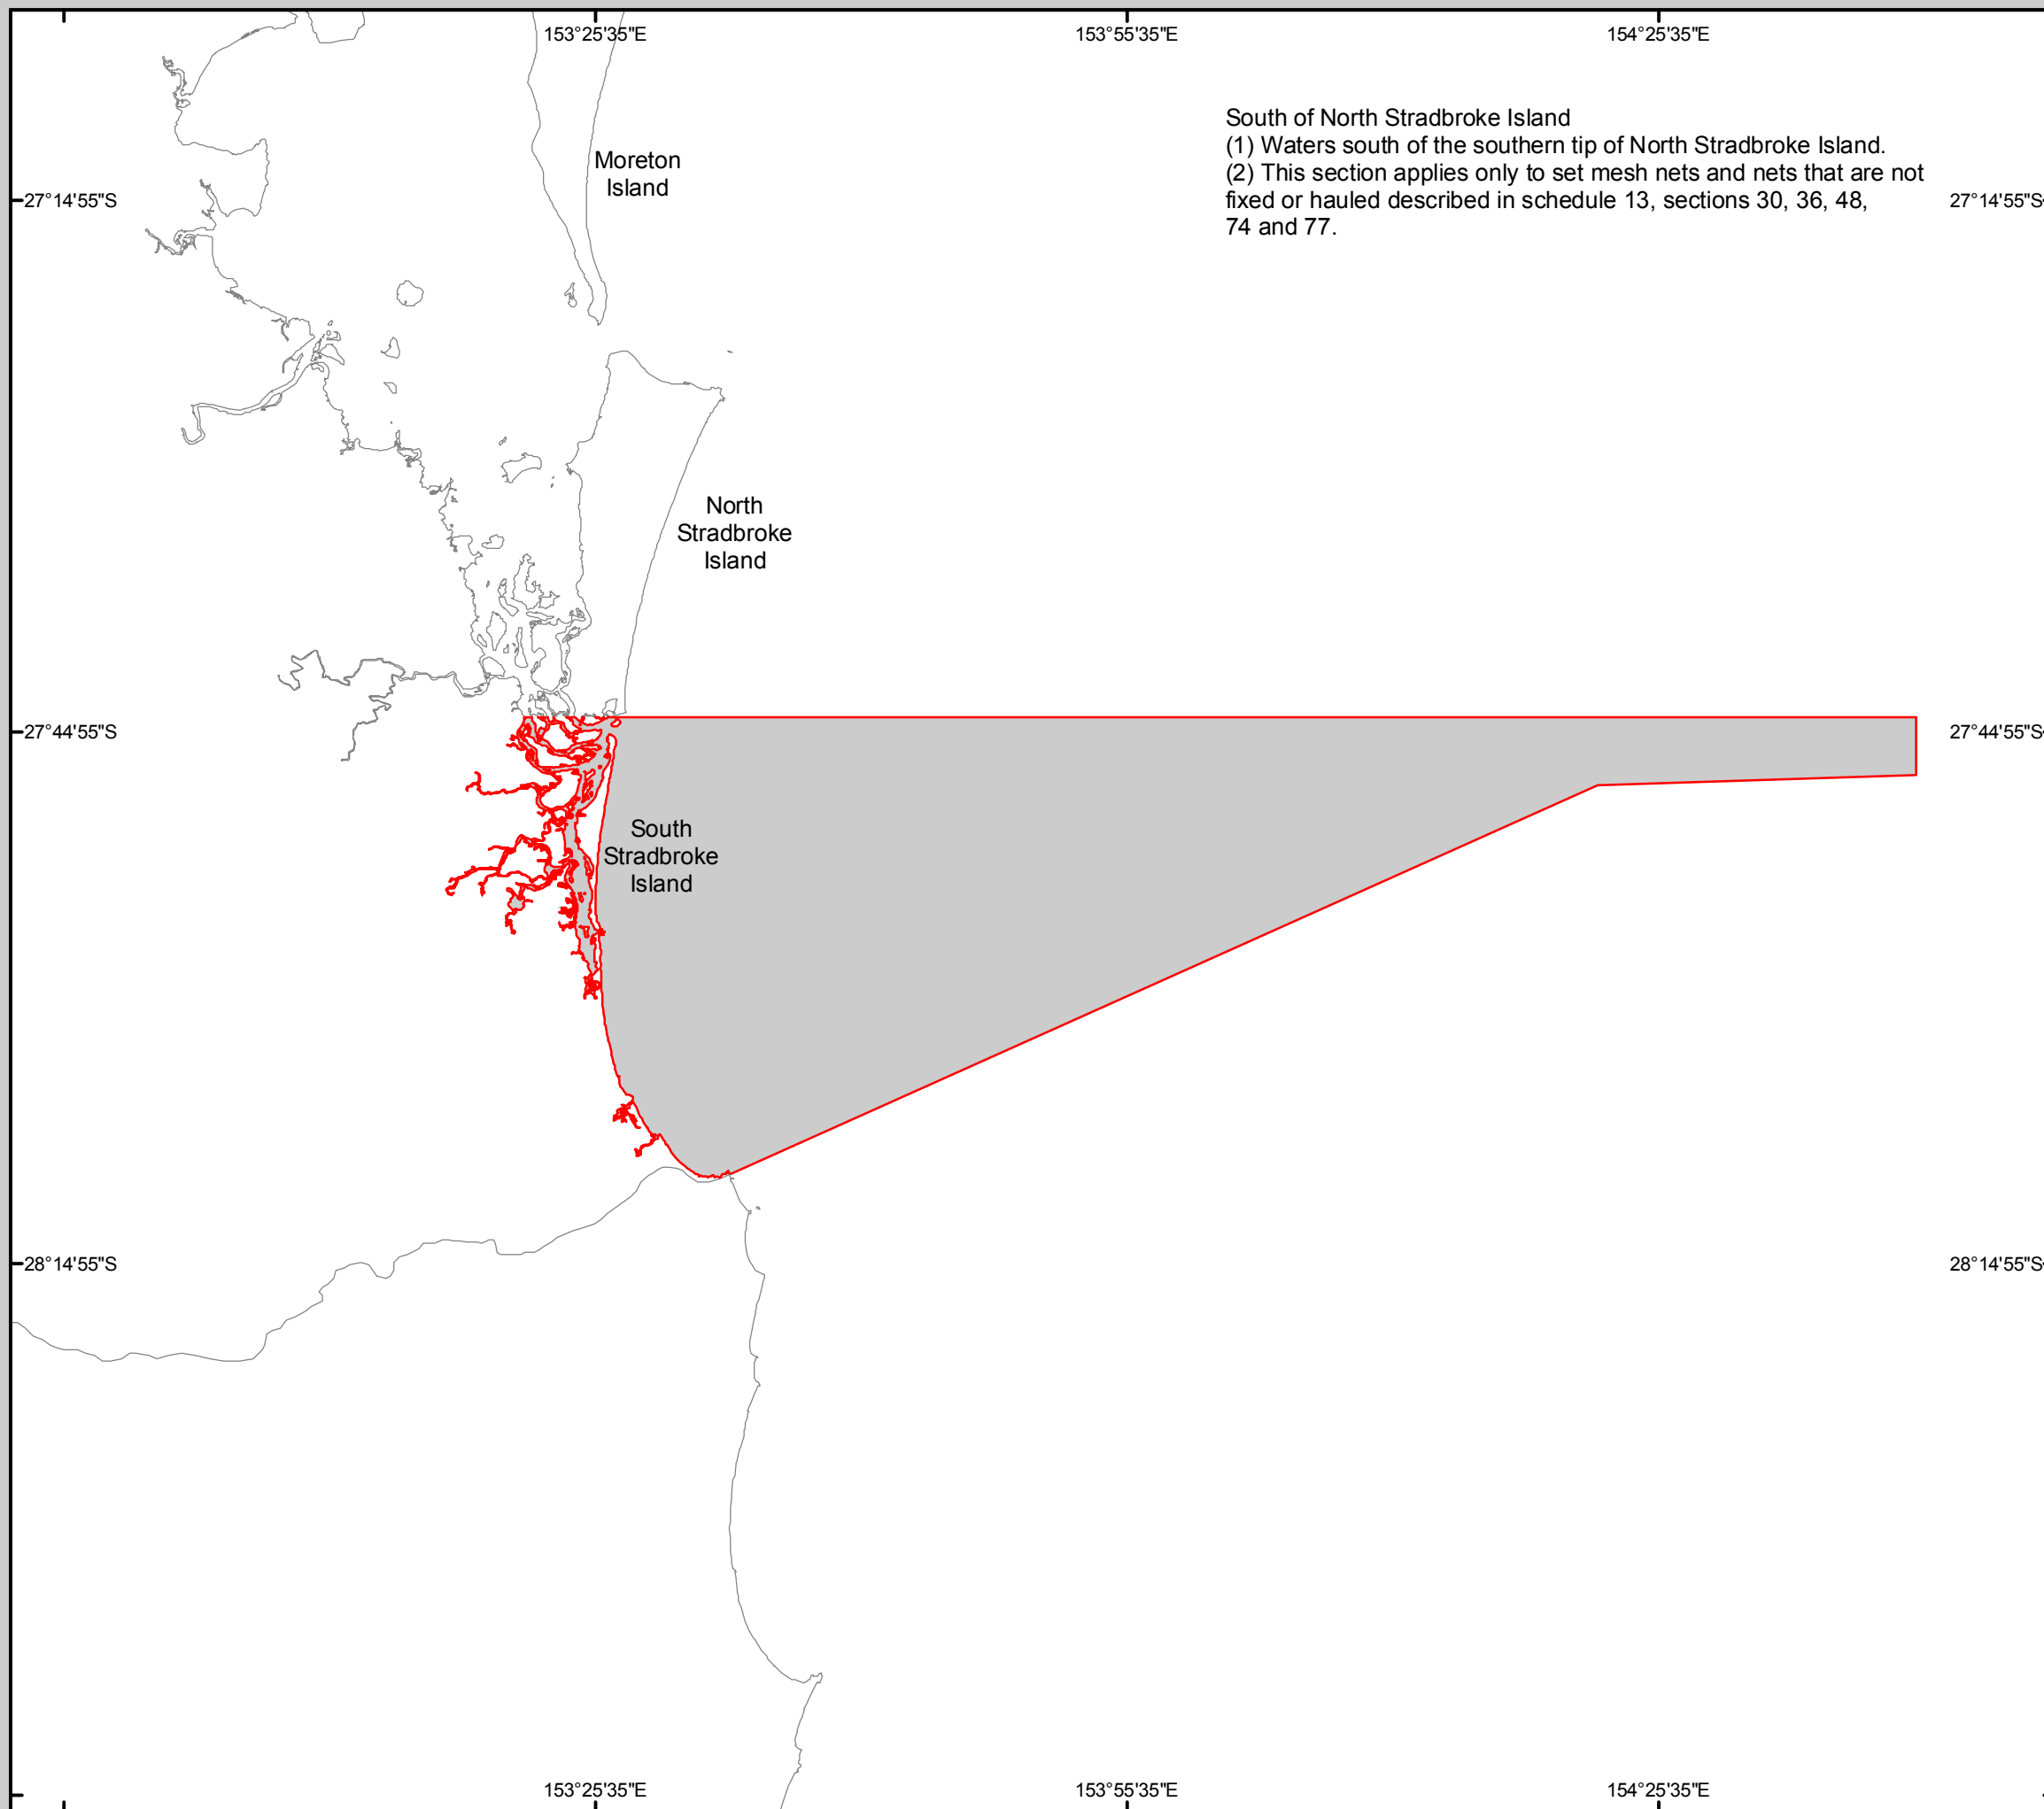 153°25'35"E
153°55'35"E
154°25'35"E
South of North Stradbroke Island
(1) Waters south of the southern tip of North Stradbroke Island.
(2) This section applies only to set mesh nets and nets that are not
fixed or hauled described in schedule 13, sections 30, 36, 48,
74 and 77.
Moreton
Island
27°14'55"S
27°14'55"S
North
Stradbroke
Island
27°44'55"S
27°44'55"S
South
Stradbroke
Island
28°14'55"S
28°14'55"S
153°25'35"E
153°55'35"E
154°25'35"E